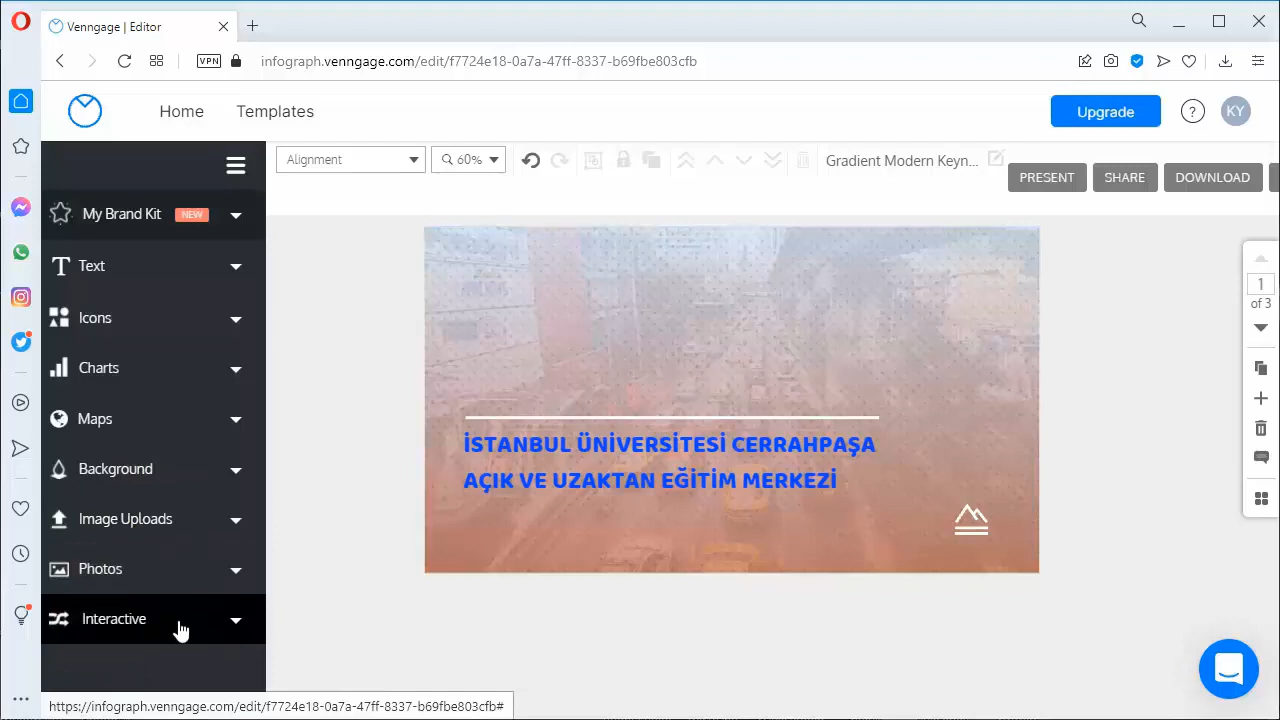 Venngage | Editor
VPN
infograph.venngage.com/edit/f7724e18-0a7a-47ff-8337-b69fbe803cfb
Home
Templates
Upgrade
?
KY
Alignment
60%
Gradient Modern Keyn...
PRESENT
SHARE
DOWNLOAD
My Brand Kit
NEW
Text
Icons
Charts
Maps
Background
Image Uploads
Photos
Interactive
İSTANBUL ÜNİVERSİTESİ CERRAHPAŞA
AÇIK VE UZAKTAN EĞİTİM MERKEZİ
1
of 3
https://infograph.venngage.com/edit/f7724e18-0a7a-47ff-8337-b69fbe803cfb#